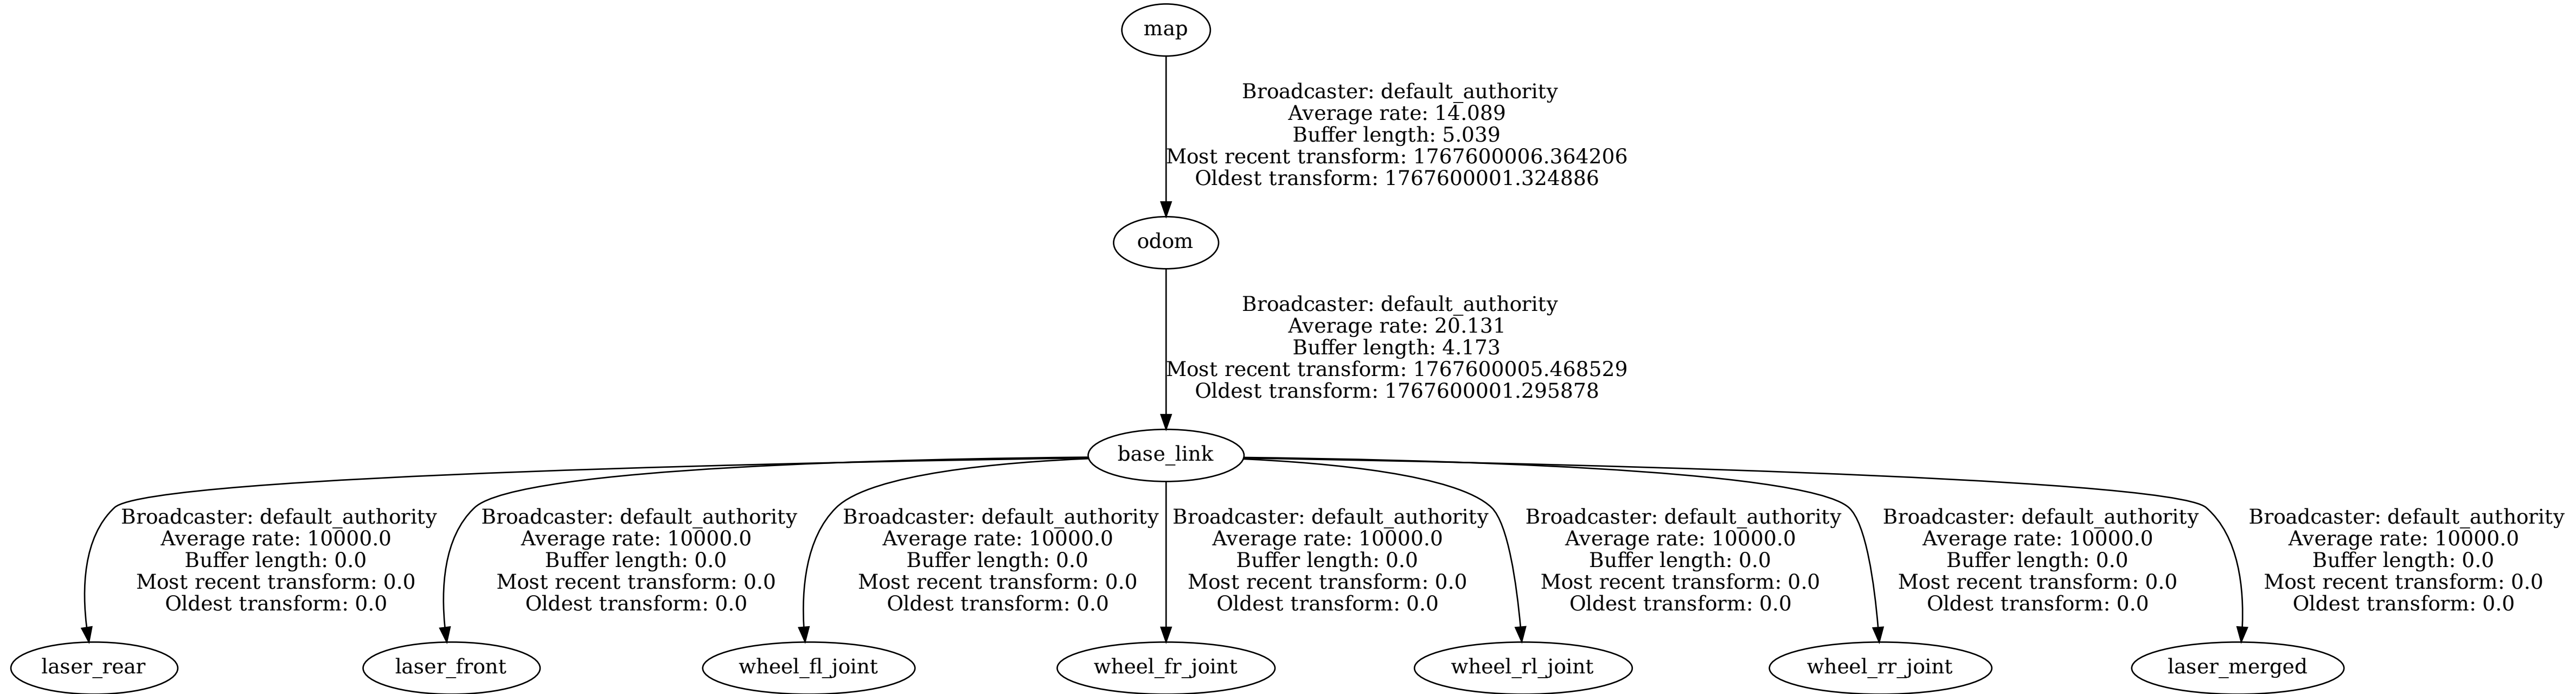 map
Broadcaster: default_authority
Average rate: 14.089
Buffer length: 5.039
Most recent transform: 1767600006.364206
Oldest transform: 1767600001.324886
odom
Broadcaster: default_authority
Average rate: 20.131
Buffer length: 4.173
Most recent transform: 1767600005.468529
Oldest transform: 1767600001.295878
base_link
Broadcaster: default_authority
Average rate: 10000.0
Buffer length: 0.0
Most recent transform: 0.0
Oldest transform: 0.0
Broadcaster: default_authority
Average rate: 10000.0
Buffer length: 0.0
Most recent transform: 0.0
Oldest transform: 0.0
Broadcaster: default_authority
Average rate: 10000.0
Buffer length: 0.0
Most recent transform: 0.0
Oldest transform: 0.0
Broadcaster: default_authority
Average rate: 10000.0
Buffer length: 0.0
Most recent transform: 0.0
Oldest transform: 0.0
Broadcaster: default_authority
Average rate: 10000.0
Buffer length: 0.0
Most recent transform: 0.0
Oldest transform: 0.0
Broadcaster: default_authority
Average rate: 10000.0
Buffer length: 0.0
Most recent transform: 0.0
Oldest transform: 0.0
Broadcaster: default_authority
Average rate: 10000.0
Buffer length: 0.0
Most recent transform: 0.0
Oldest transform: 0.0
laser_rear
laser_front
wheel_fl_joint
wheel_fr_joint
wheel_rl_joint
wheel_rr_joint
laser_merged